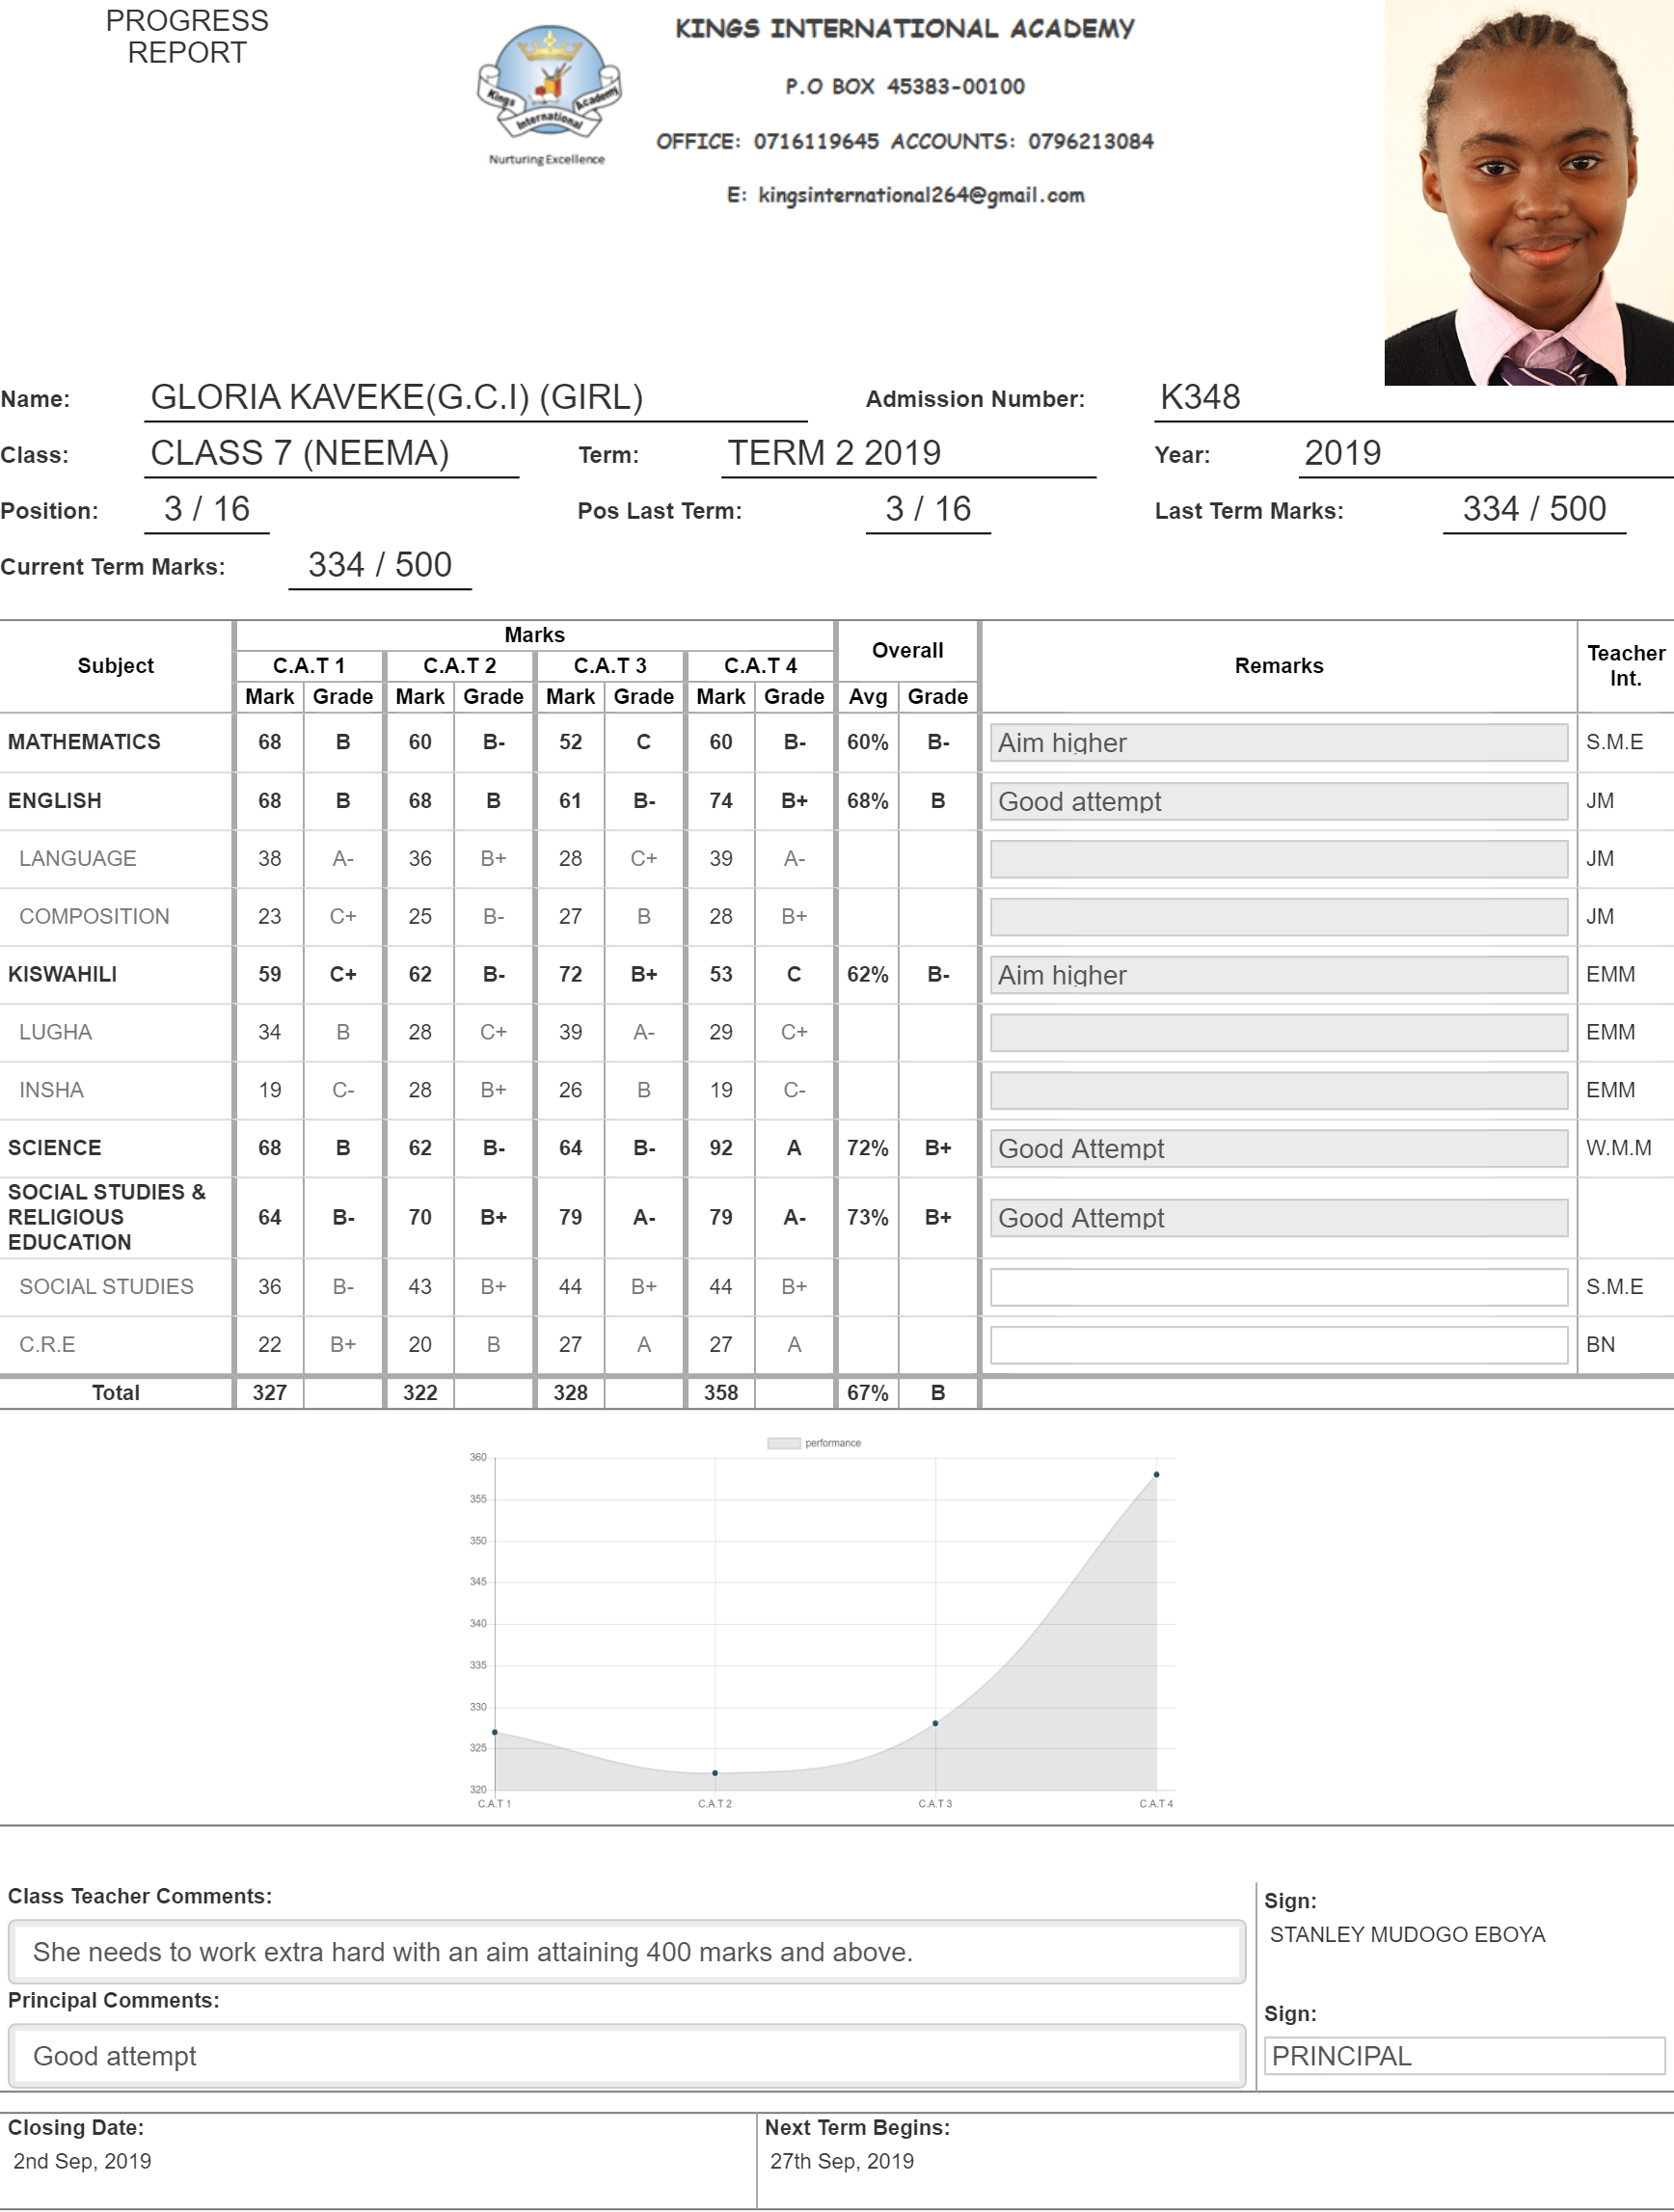 PROGRESS
REPORT
Kings International Academy
Nurturing Excellence
KINGS INTERNATIONAL ACADEMY
P.O BOX 45383-00100
OFFICE: 0716119645 ACCOUNTS: 0796213084
E: kingsinternational264@gmail.com
Name: GLORIA KAVEKE(G.C.I) (GIRL) Admission Number: K348
Class: CLASS 7 (NEEMA) Term: TERM 2 2019 Year: 2019
Position: 3 / 16 Pos Last Term: 3 / 16 Last Term Marks: 334 / 500
Current Term Marks: 334 / 500
Subject Marks Overall Remarks Teacher Int.
C.A.T 1 C.A.T 2 C.A.T 3 C.A.T 4
Mark Grade Mark Grade Mark Grade Mark Grade Avg Grade
MATHEMATICS 68 B 60 B- 52 C 60 B- 60% B- Aim higher S.M.E
ENGLISH 68 B 68 B 61 B- 74 B+ 68% B Good attempt JM
LANGUAGE 38 A- 36 B+ 28 C+ 39 A- JM
COMPOSITION 23 C+ 25 B- 27 B 28 B+ JM
KISWAHILI 59 C+ 62 B- 72 B+ 53 C 62% B- Aim higher EMM
LUGHA 34 B 28 C+ 39 A- 29 C+ EMM
INSHA 19 C- 28 B+ 26 B 19 C- EMM
SCIENCE 68 B 62 B- 64 B- 92 A 72% B+ Good Attempt W.M.M
SOCIAL STUDIES &
RELIGIOUS
EDUCATION 64 B- 70 B+ 79 A- 79 A- 73% B+ Good Attempt
SOCIAL STUDIES 36 B- 43 B+ 44 B+ 44 B+ S.M.E
C.R.E 22 B+ 20 B 27 A 27 A BN
Total 327 322 328 358 67% B
performance
360
355
350
345
340
335
330
325
320
C.A.T 1 C.A.T 2 C.A.T 3 C.A.T 4
Class Teacher Comments:
She needs to work extra hard with an aim attaining 400 marks and above.
Sign:
STANLEY MUDOGO EBOYA
Principal Comments:
Good attempt
Sign:
PRINCIPAL
Closing Date:
2nd Sep, 2019
Next Term Begins:
27th Sep, 2019